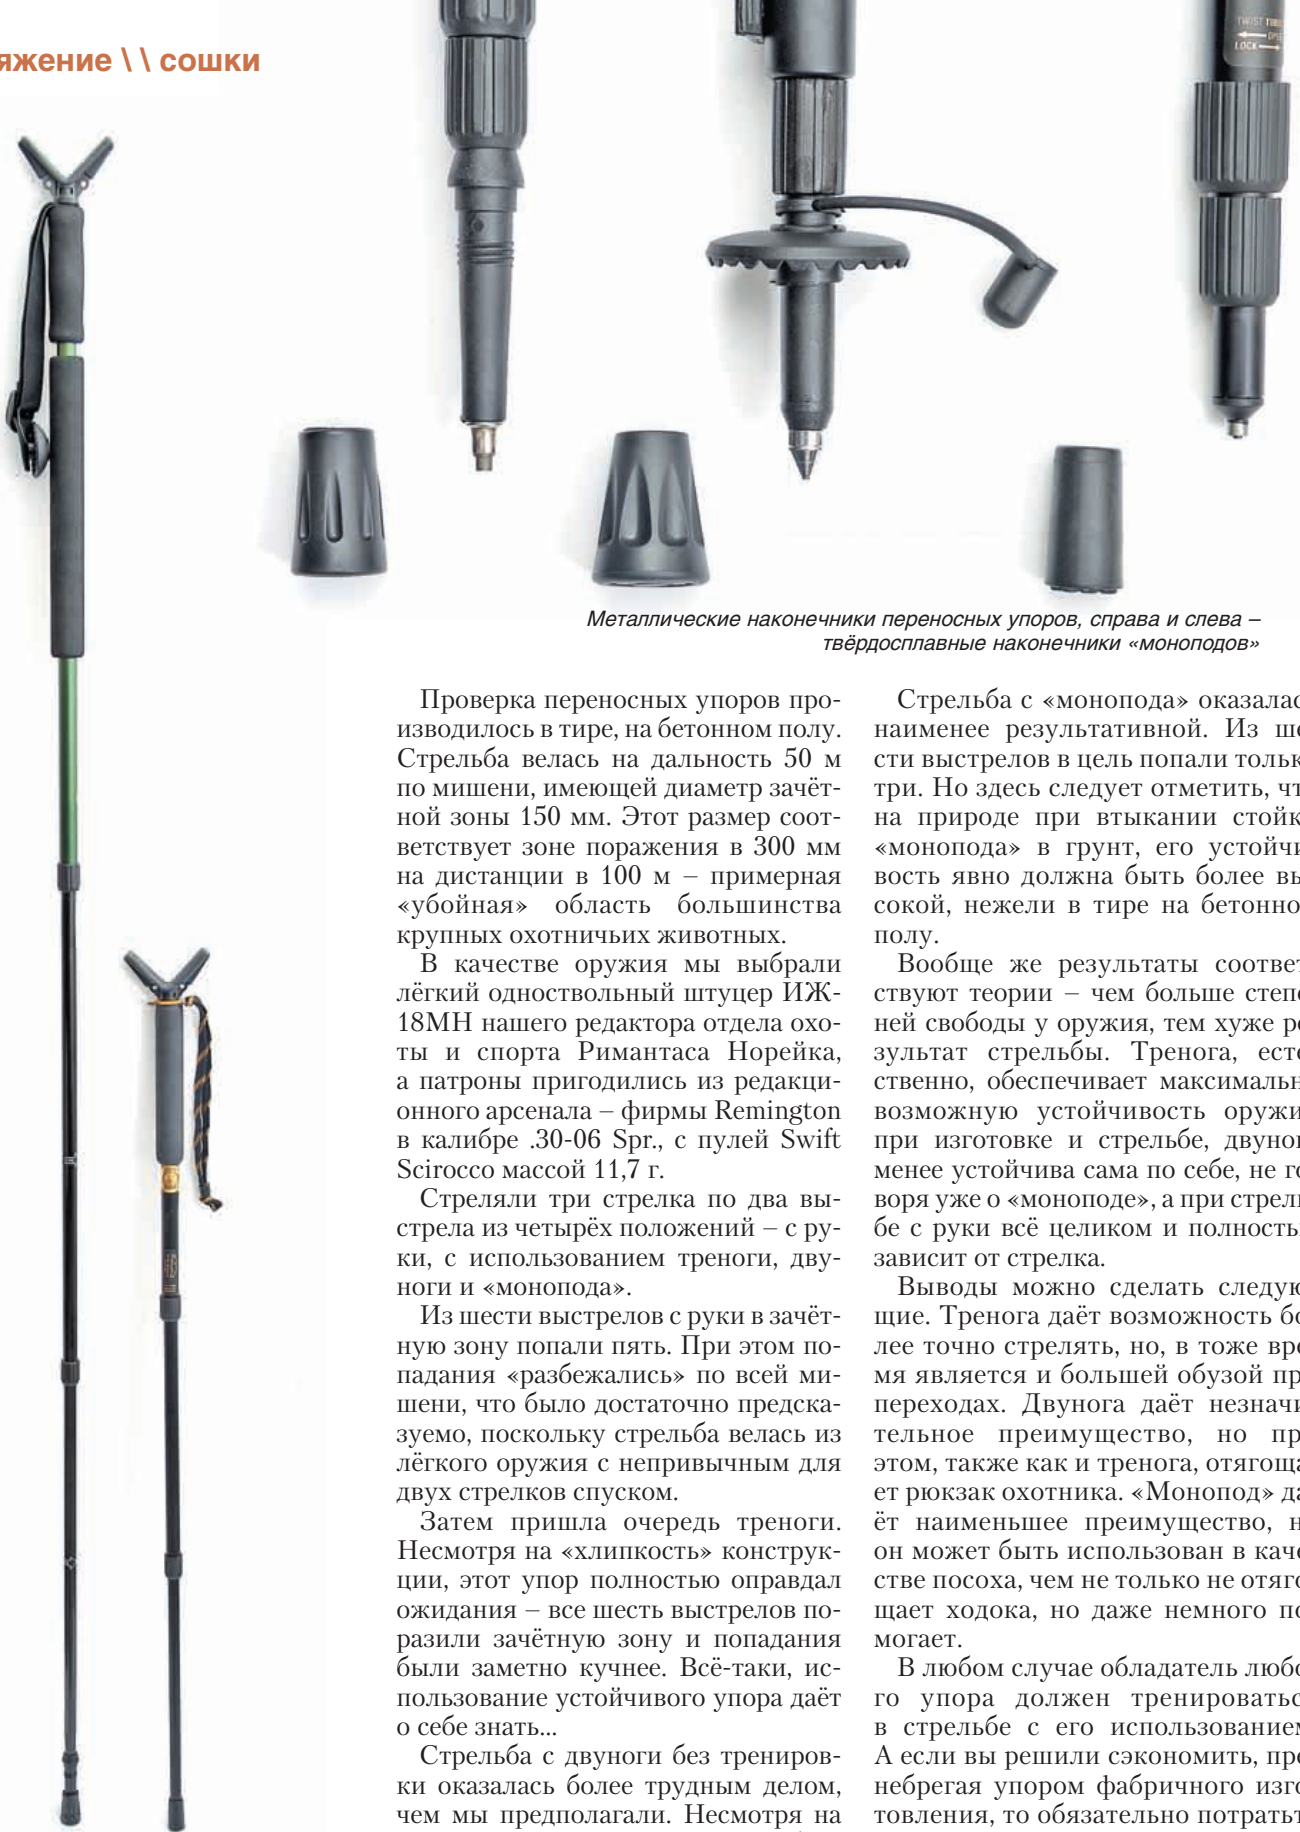 яжение \ \ сошки
TWIST
LOCK
Металлические наконечники переносных упоров, справа и слева –
твёрдосплавные наконечники «моноподов»
Проверка переносных упоров про-
изводилось в тире, на бетонном полу.
Стрельба велась на дальность 50 м
по мишени, имеющей диаметр зачёт-
ной зоны 150 мм. Этот размер соот-
ветствует зоне поражения в 300 мм
на дистанции в 100 м – примерная
«убойная» область большинства
крупных охотничьих животных.
В качестве оружия мы выбрали
лёгкий одноствольный штуцер ИЖ-
18МН нашего редактора отдела охо-
ты и спорта Римантаса Норейка,
а патроны пригодились из редакци-
онного арсенала – фирмы Remington
в калибре .30-06 Spr., с пулей Swift
Scirocco массой 11,7 г.
Стреляли три стрелка по два вы-
стрела из четырёх положений – с ру-
ки, с использованием треноги, дву-
ноги и «монопода».
Из шести выстрелов с руки в зачёт-
ную зону попали пять. При этом по-
падания «разбежались» по всей ми-
шени, что было достаточно предска-
зуемо, поскольку стрельба велась из
лёгкого оружия с непривычным для
двух стрелков спуском.
Затем пришла очередь треноги.
Несмотря на «хлипкость» конструк-
ции, этот упор полностью оправдал
ожидания – все шесть выстрелов по-
разили зачётную зону и попадания
были заметно кучнее. Всё-таки, ис-
пользование устойчивого упора даёт
о себе знать...
Стрельба с двуноги без трениров-
ки оказалась более трудным делом,
чем мы предполагали. Несмотря на
Стрельба с «монопода» оказалас
наименее результативной. Из ше
сти выстрелов в цель попали тольк
три. Но здесь следует отметить, чт
на природе при втыкании стойк
«монопода» в грунт, его устойчи
вость явно должна быть более вы
сокой, нежели в тире на бетонно
полу.
Вообще же результаты соответ
ствуют теории – чем больше степе
ней свободы у оружия, тем хуже ре
зультат стрельбы. Тренога, есте
ственно, обеспечивает максимальн
возможную устойчивость оружи
при изготовке и стрельбе, двуног
менее устойчива сама по себе, не го
воря уже о «моноподе», а при стрель
бе с руки всё целиком и полность
зависит от стрелка.
Выводы можно сделать следую
щие. Тренога даёт возможность бо
лее точно стрелять, но, в тоже вре
мя является и большей обузой пр
переходах. Двунога даёт незначи
тельное преимущество, но пр
этом, также как и тренога, отягоща
ет рюкзак охотника. «Монопод» да
ёт наименьшее преимущество, н
он может быть использован в каче
стве посоха, чем не только не отяго
щает ходока, но даже немного по
могает.
В любом случае обладатель любо
го упора должен тренироватьс
в стрельбе с его использованием
А если вы решили сэкономить, пре
небрегая упором фабричного изго
товления, то обязательно потратьт